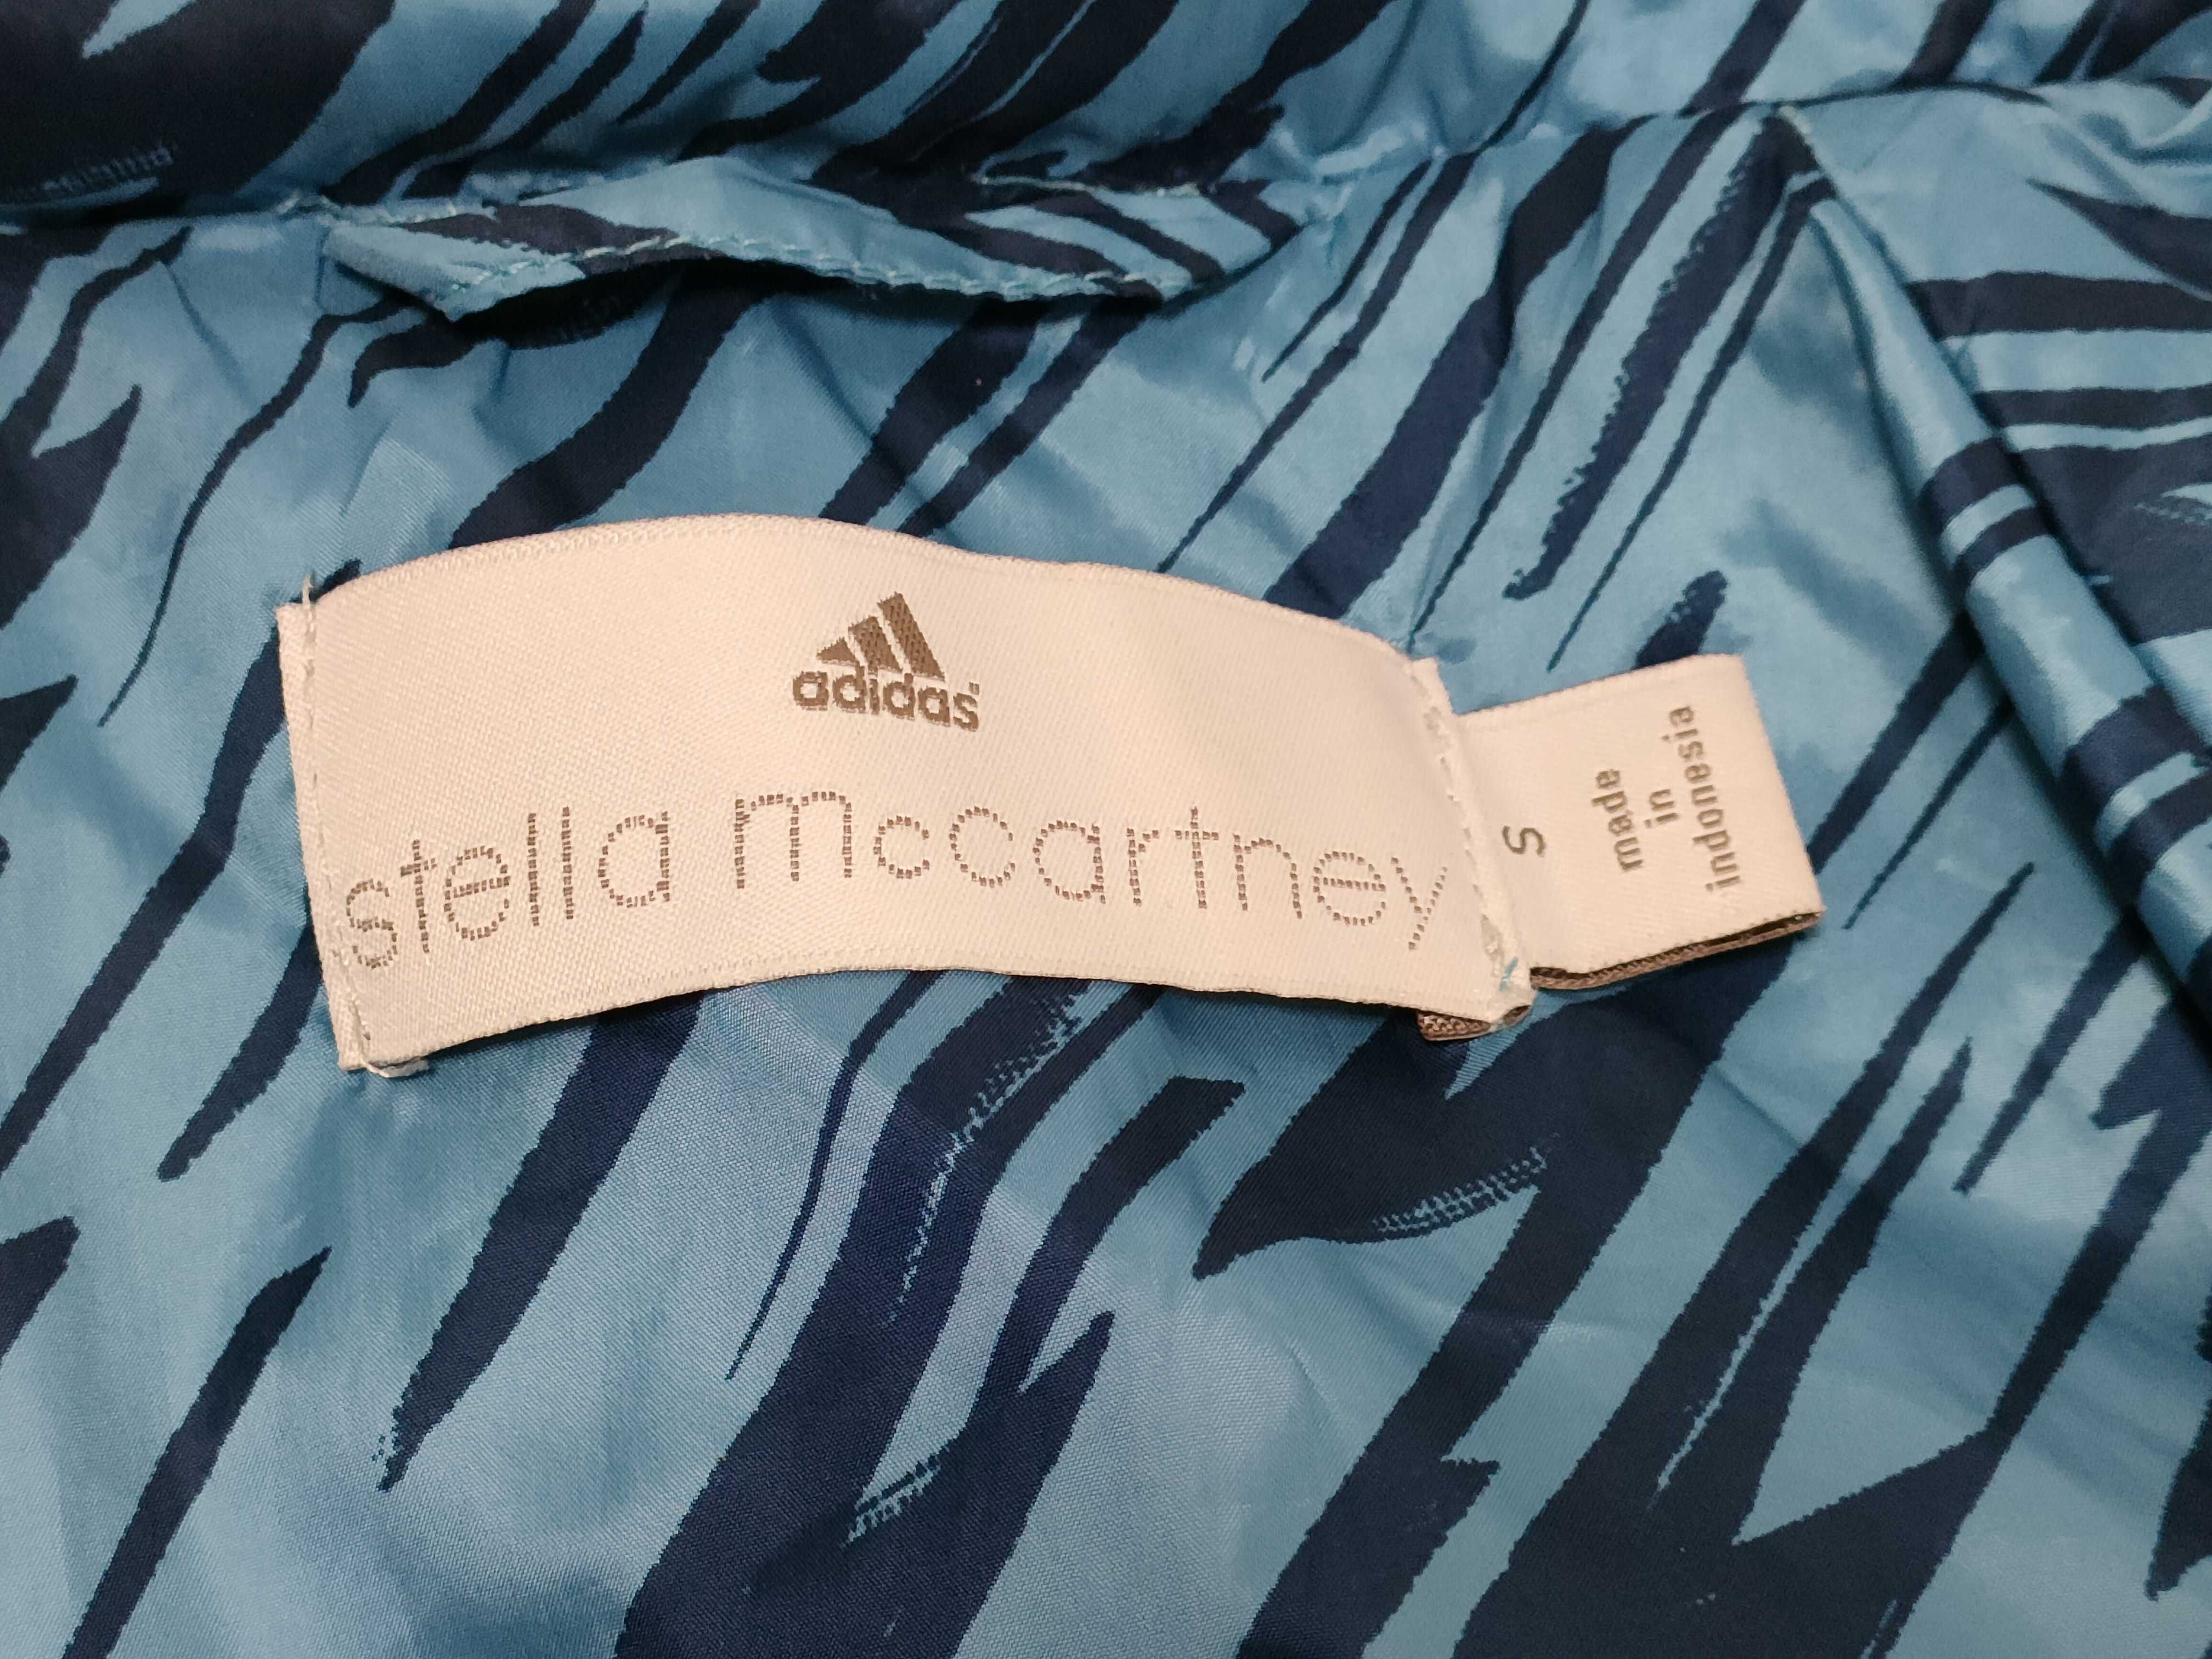 adidas
stella mccartney
S
made
in
indonesia